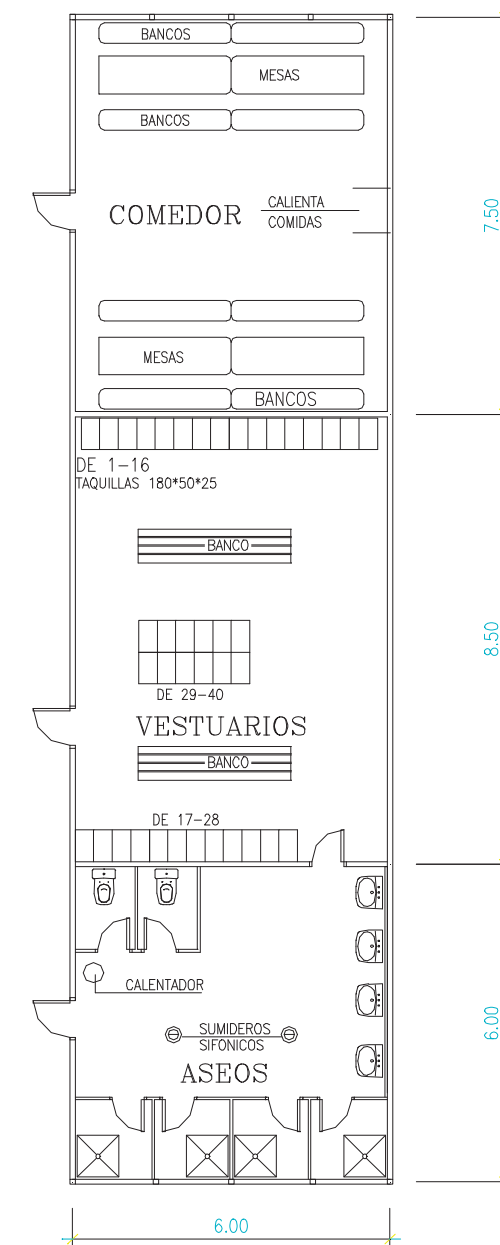 BANCOS
MESAS
BANCOS
COMEDOR
CALIENTA
COMIDAS
7.50
MESAS
BANCOS
DE 1-16
TAQUILLAS 180*50*25
BANCO
8.50
DE 29-40
VESTUARIOS
BANCO
DE 17-28
CALENTADOR
SUMIDEROS
SIFONICOS
6.00
ASEOS
6.00